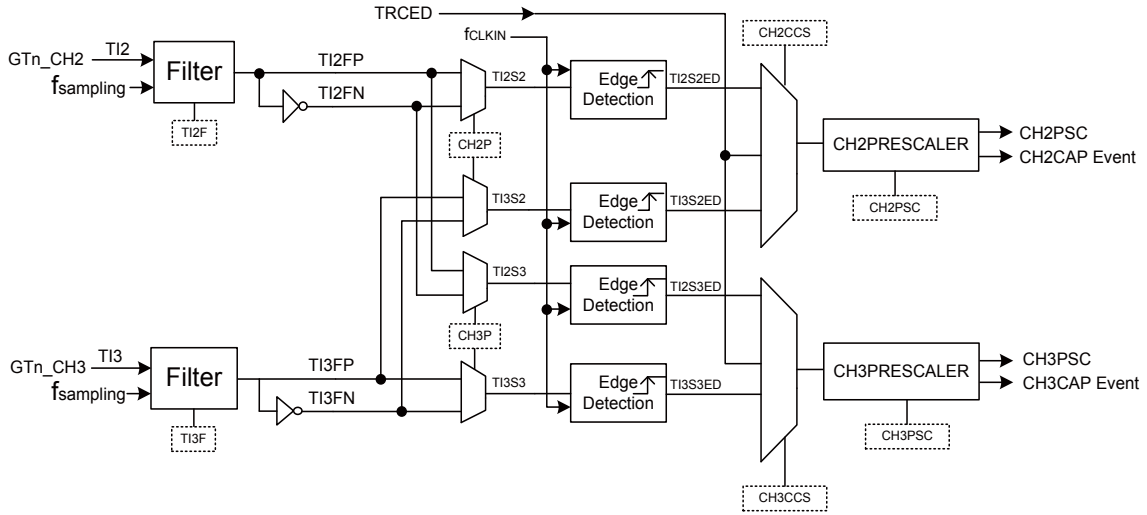 TRCED
fCLKIN
CH2CCS
GTn_CH2
TI2
fsampling
Filter
TI2F
TI2FP
TI2FN
CH2P
TI2S2
Edge
Detection
TI2S2ED
CH2PRESCALER
CH2PSC
CH2CAP Event
CH2PSC
TI3S2
Edge
Detection
TI3S2ED
TI2S3
Edge
Detection
TI2S3ED
CH3P
GTn_CH3
TI3
fsampling
Filter
TI3F
TI3FP
TI3FN
TI3S3
Edge
Detection
TI3S3ED
CH3PRESCALER
CH3PSC
CH3CAP Event
CH3PSC
CH3CCS